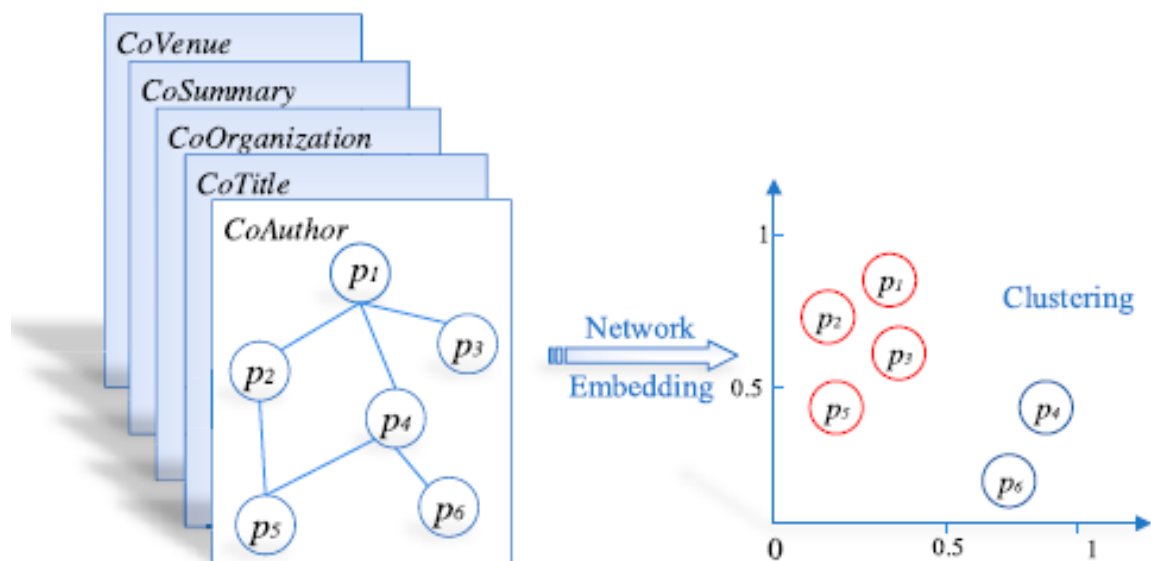 CoVenue
CoSummary
CoOrganization
CoTitle
CoAuthor
p1
p2
p3
p4
p5
p6
Network
Embedding
Clustering
1
p1
p2
p3
0.5
p5
p4
p6
0
0.5
1